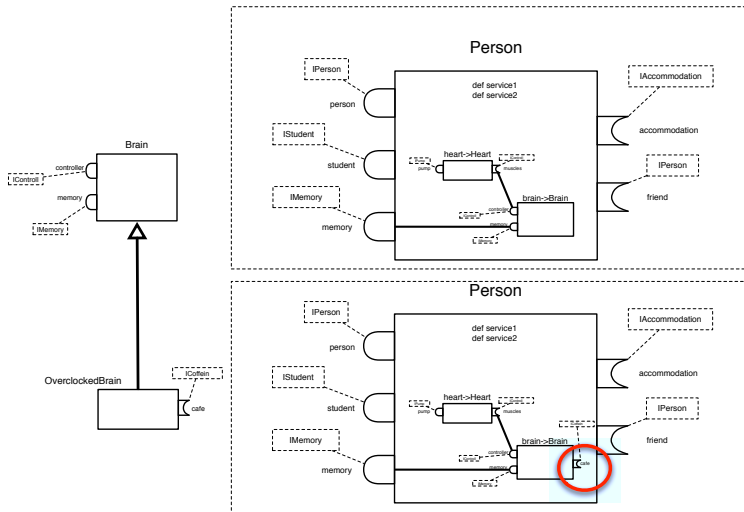 Brain
controller
IControll
memory
IMemory
OverclockedBrain
ICoffein
cafe
Person
IPerson
person
IStudent
student
IMemory
memory
def service1
def service2
heart->Heart
pump
muscles
controller
brain->Brain
memory
IAccommodation
accommodation
IPerson
friend
Person
IPerson
person
IStudent
student
IMemory
memory
def service1
def service2
heart->Heart
pump
muscles
controller
brain->Brain
memory
cafe
IAccommodation
accommodation
IPerson
friend